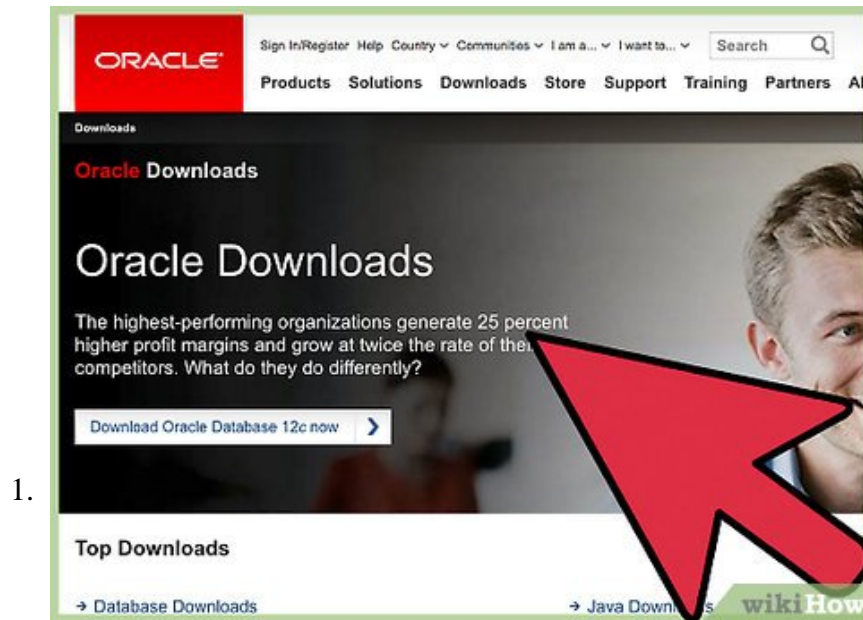 ORACLE
Sign In/Register Help Country Communities I am a... I want to... Search
Products Solutions Downloads Store Support Training Partners
Downloads
Oracle Downloads
Oracle Downloads
The highest-performing organizations generate 25 percent
higher profit margins and grow at twice the rate of their
competitors. What do they do differently?
Download Oracle Database 12c now
1.
Top Downloads
Database Downloads
Java Downloads
wikiHow